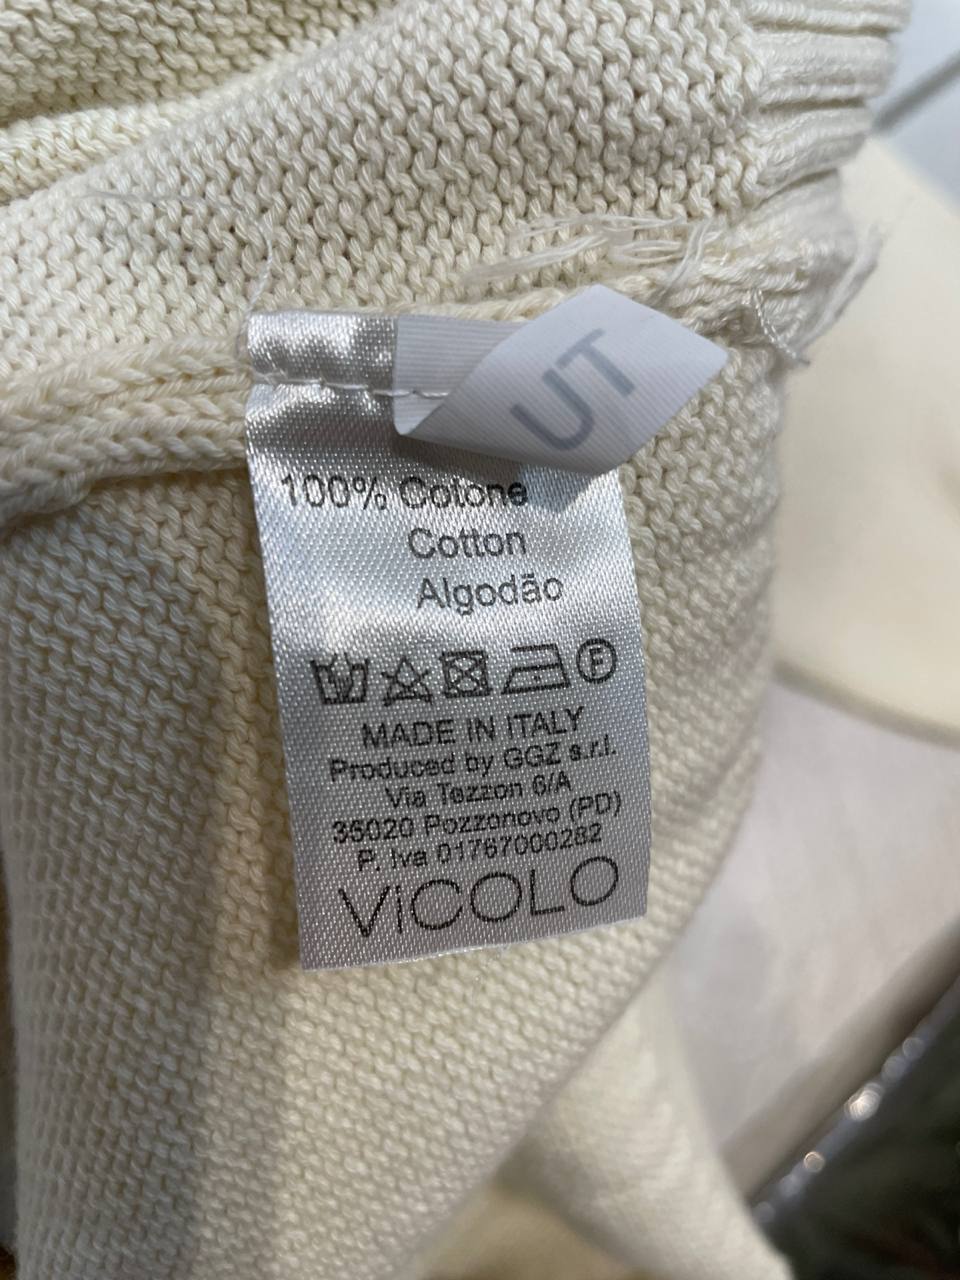 UT
100% Cotone
Cotton
Algodão
MADE IN ITALY
Produced by GGZ s.r.l.
Via Tezzon 6/A
35020 Pozzonovo (PD)
P. Iva 01767000282
ViCOLO